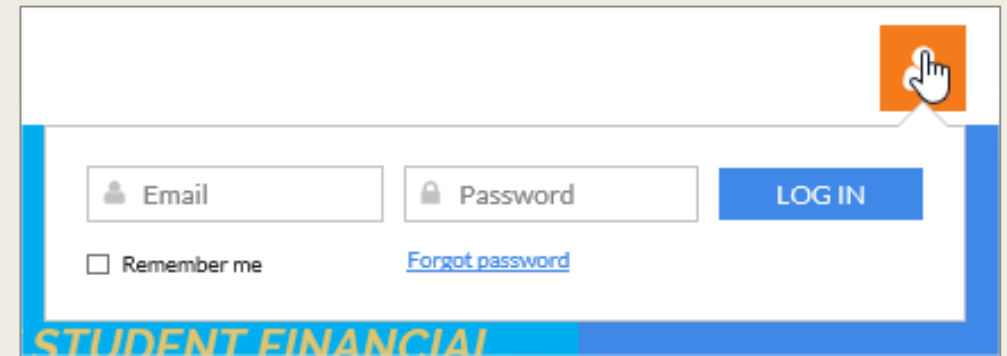 Email
Password
LOG IN
Remember me
Forgot password
STUDENT FINANCIAL